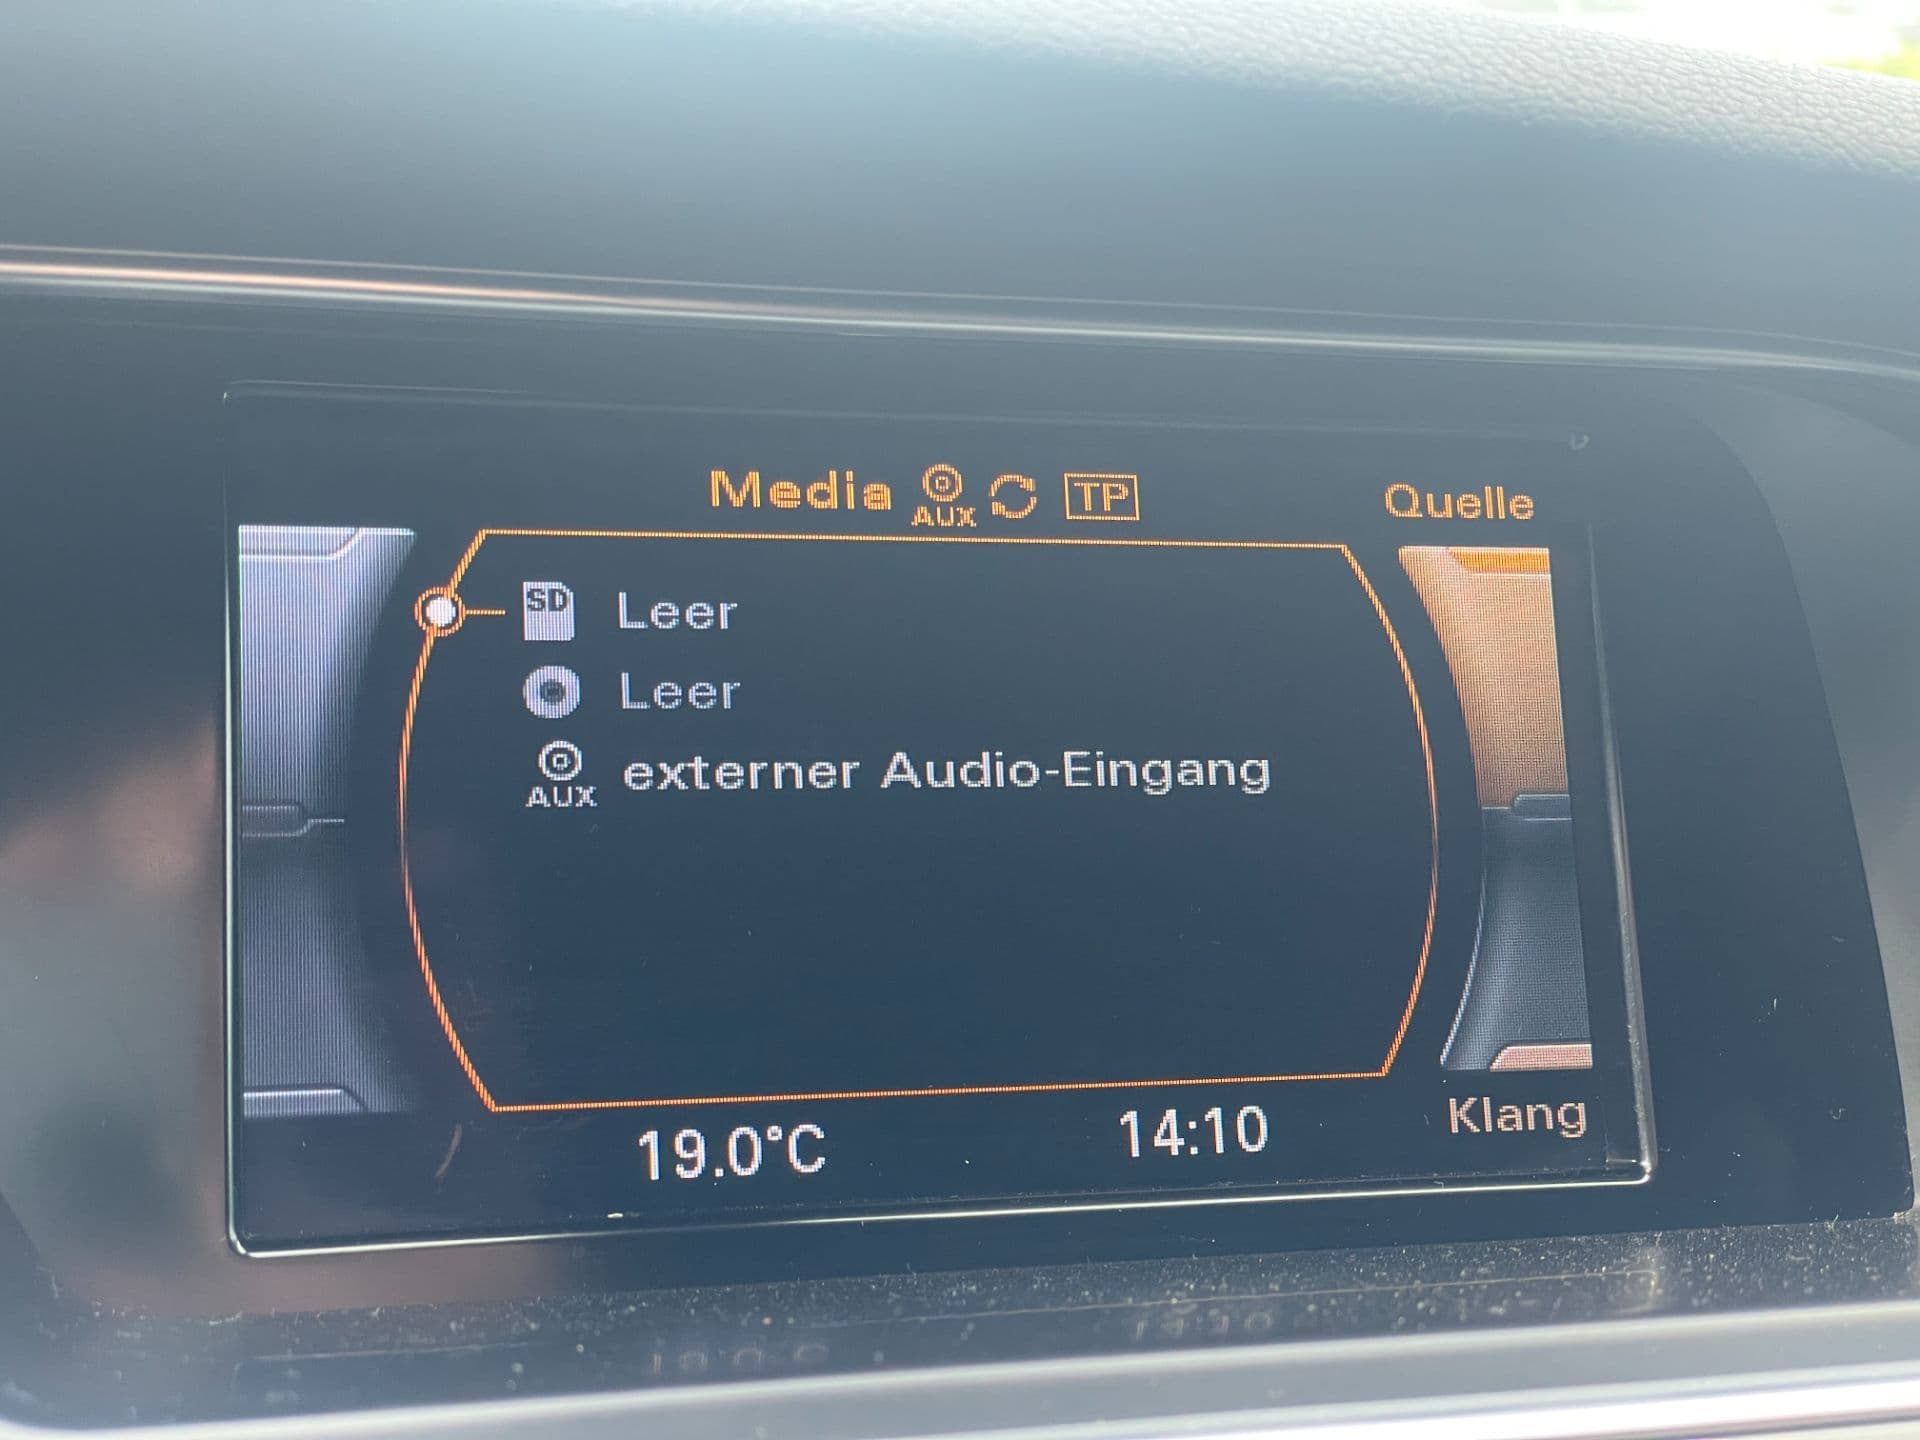 Media AUX TP
Quelle
SD Leer
Leer
AUX externer Audio-Eingang
19.0°C
14:10
Klang